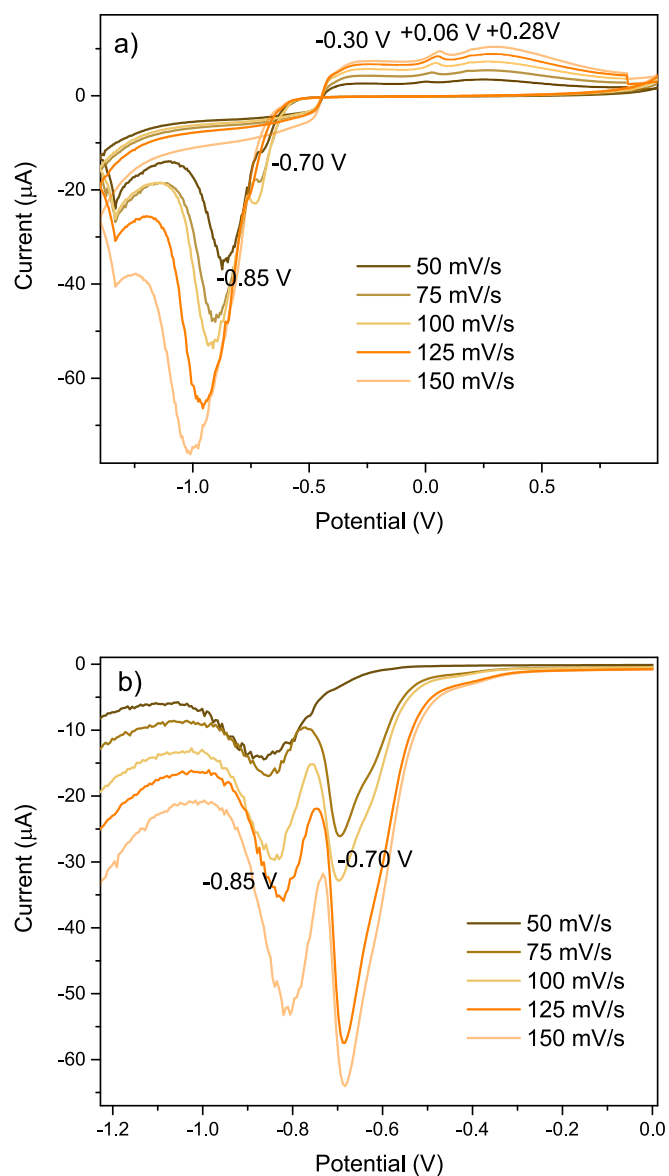 a)
-0.30 V +0.06 V +0.28V
0
-20
-40
-60
-0.70 V
-0.85 V
50 mV/s
75 mV/s
100 mV/s
125 mV/s
150 mV/s
Current (μA)
-1.0 -0.5 0.0 0.5
Potential (V)
b)
0
-10
-20
-30
-40
-50
-60
-0.85 V
-0.70 V
50 mV/s
75 mV/s
100 mV/s
125 mV/s
150 mV/s
Current (μA)
-1.2 -1.0 -0.8 -0.6 -0.4 -0.2 0.0
Potential (V)